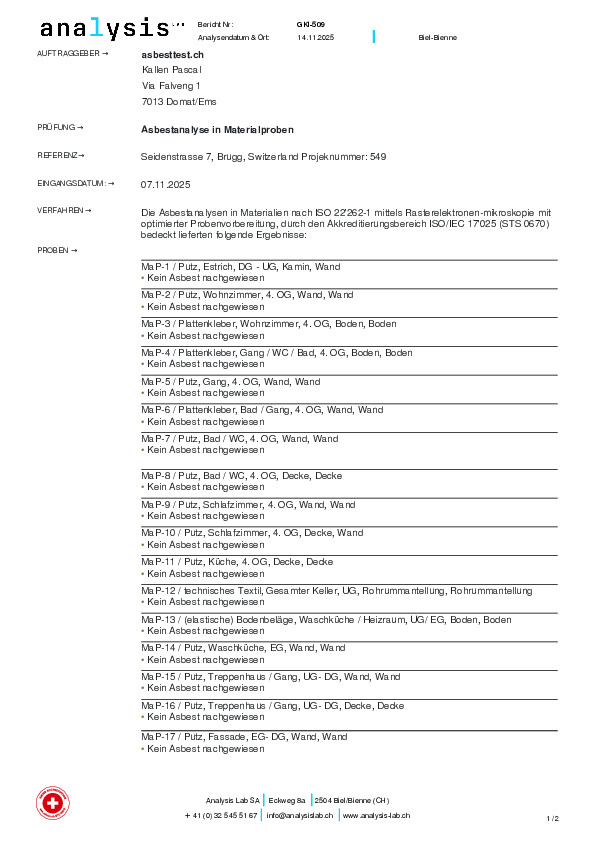 analysis
Bericht Nr: GKI-509
Analysendatum & Ort: 14.11.2025 Biel-Bienne
AUFTRAGGEBER → asbesttest.ch
Kallen Pascal
Via Falveng 1
7013 Domat/Ems
PRÜFUNG → Asbestanalyse in Materialproben
REFERENZ→ Seidenstrasse 7, Brugg, Switzerland Projeknummer: 549
EINGANGSDATUM: → 07.11.2025
VERFAHREN → Die Asbestanalysen in Materialien nach ISO 22'262-1 mittels Rasterelektronen-mikroskopie mit
optimierter Probenvorbereitung, durch den Akkreditierungsbereich ISO/IEC 17'025 (STS 0670)
bedeckt lieferten folgende Ergebnisse:
PROBEN →
MaP-1 / Putz, Estrich, DG - UG, Kamin, Wand
• Kein Asbest nachgewiesen
MaP-2 / Putz, Wohnzimmer, 4. OG, Wand, Wand
• Kein Asbest nachgewiesen
MaP-3 / Plattenkleber, Wohnzimmer, 4. OG, Boden, Boden
• Kein Asbest nachgewiesen
MaP-4 / Plattenkleber, Gang / WC / Bad, 4. OG, Boden, Boden
• Kein Asbest nachgewiesen
MaP-5 / Putz, Gang, 4. OG, Wand, Wand
• Kein Asbest nachgewiesen
MaP-6 / Plattenkleber, Bad / Gang, 4. OG, Wand, Wand
• Kein Asbest nachgewiesen
MaP-7 / Putz, Bad / WC, 4. OG, Wand, Wand
• Kein Asbest nachgewiesen
MaP-8 / Putz, Bad / WC, 4. OG, Decke, Decke
• Kein Asbest nachgewiesen
MaP-9 / Putz, Schlafzimmer, 4. OG, Wand, Wand
• Kein Asbest nachgewiesen
MaP-10 / Putz, Schlafzimmer, 4. OG, Decke, Wand
• Kein Asbest nachgewiesen
MaP-11 / Putz, Küche, 4. OG, Decke, Decke
• Kein Asbest nachgewiesen
MaP-12 / technisches Textil, Gesamter Keller, UG, Rohrummantellung, Rohrummantellung
• Kein Asbest nachgewiesen
MaP-13 / (elastische) Bodenbeläge, Waschküche / Heizraum, UG/ EG, Boden, Boden
• Kein Asbest nachgewiesen
MaP-14 / Putz, Waschküche, EG, Wand, Wand
• Kein Asbest nachgewiesen
MaP-15 / Putz, Treppenhaus / Gang, UG- DG, Wand, Wand
• Kein Asbest nachgewiesen
MaP-16 / Putz, Treppenhaus / Gang, UG- DG, Decke, Decke
• Kein Asbest nachgewiesen
MaP-17 / Putz, Fassade, EG- DG, Wand, Wand
• Kein Asbest nachgewiesen
Analysis Lab SA | Eckweg 8a | 2504 Biel/Bienne (CH)
+ 41 (0) 32 545 51 67 | info@analysislab.ch | www.analysis-lab.ch
1 / 2